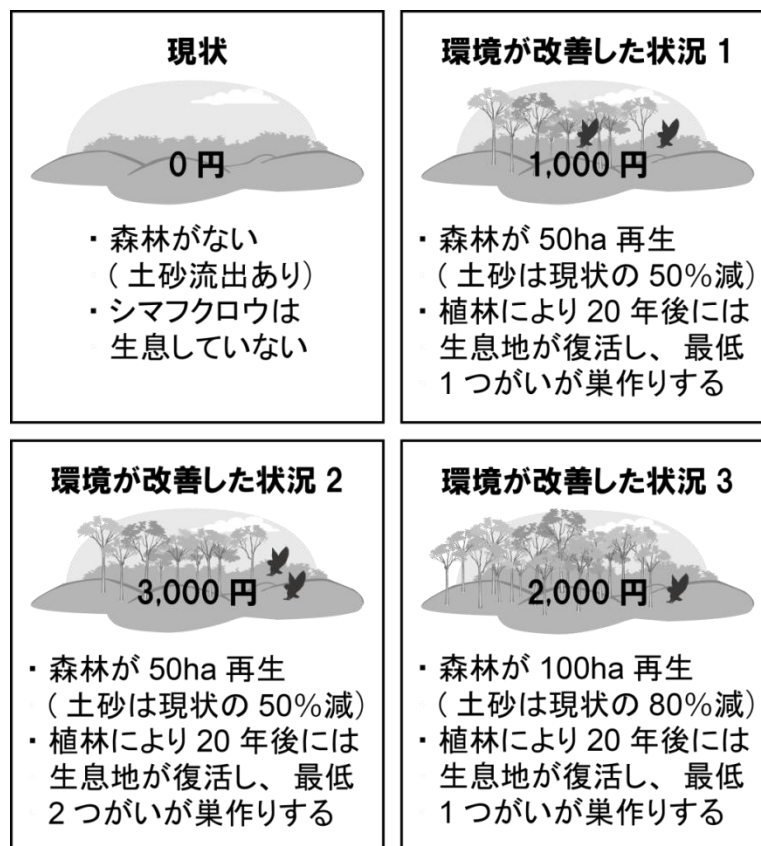 現状
0 円
・ 森林がない
( 土砂流出あり)
・ シマフクロウは
生息していない
環境が改善した状況 1
1,000 円
・ 森林が 50ha 再生
( 土砂は現状の 50%減)
・ 植林により 20 年後には
生息地が復活し、 最低
1 つがいが巣作りする
環境が改善した状況 2
3,000 円
・ 森林が 50ha 再生
( 土砂は現状の 50%減)
・ 植林により 20 年後には
生息地が復活し、 最低
2 つがいが巣作りする
環境が改善した状況 3
2,000 円
・ 森林が 100ha 再生
( 土砂は現状の 80%減)
・ 植林により 20 年後には
生息地が復活し、 最低
1 つがいが巣作りする